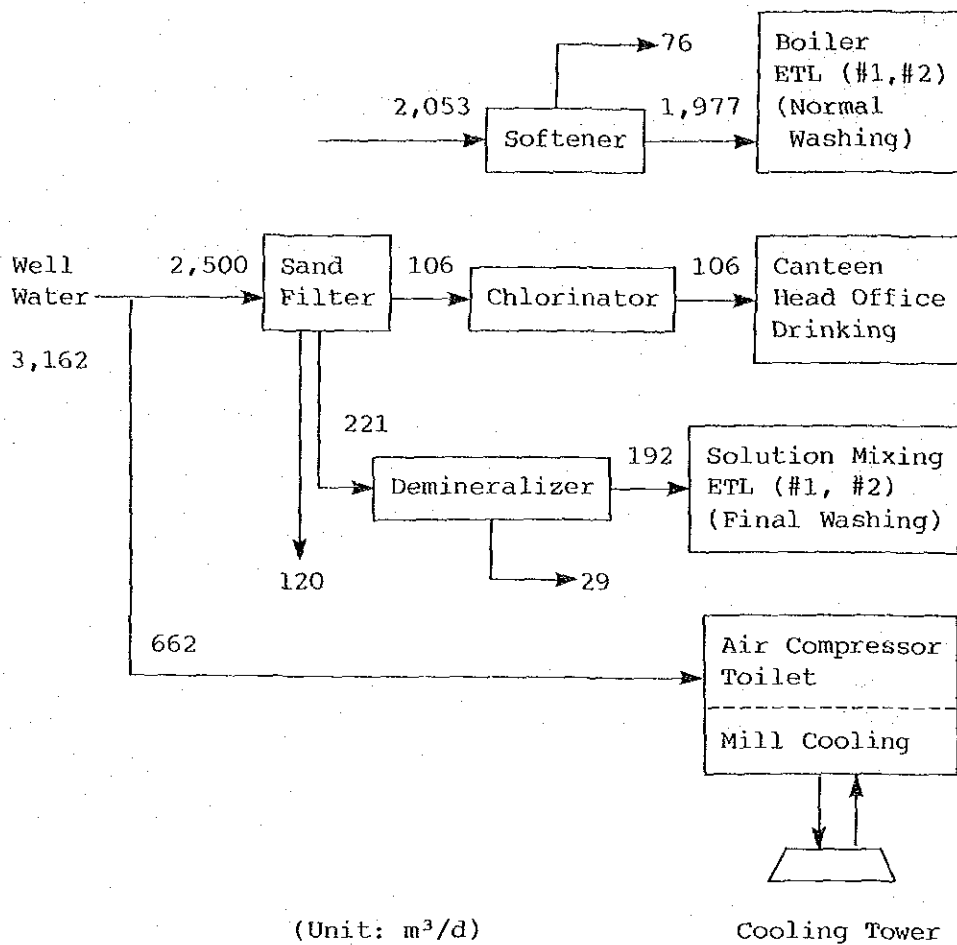 76
2,053
Softener
1,977
Boiler
ETL (#1,#2)
(Normal
Washing)
Well
Water
3,162
2,500
Sand
Filter
106
Chlorinator
106
Canteen
Head Office
Drinking
221
120
Demineralizer
29
192
Solution Mixing
ETL (#1, #2)
(Final Washing)
662
Air Compressor
Toilet
Mill Cooling
(Unit: m³/d)
Cooling Tower